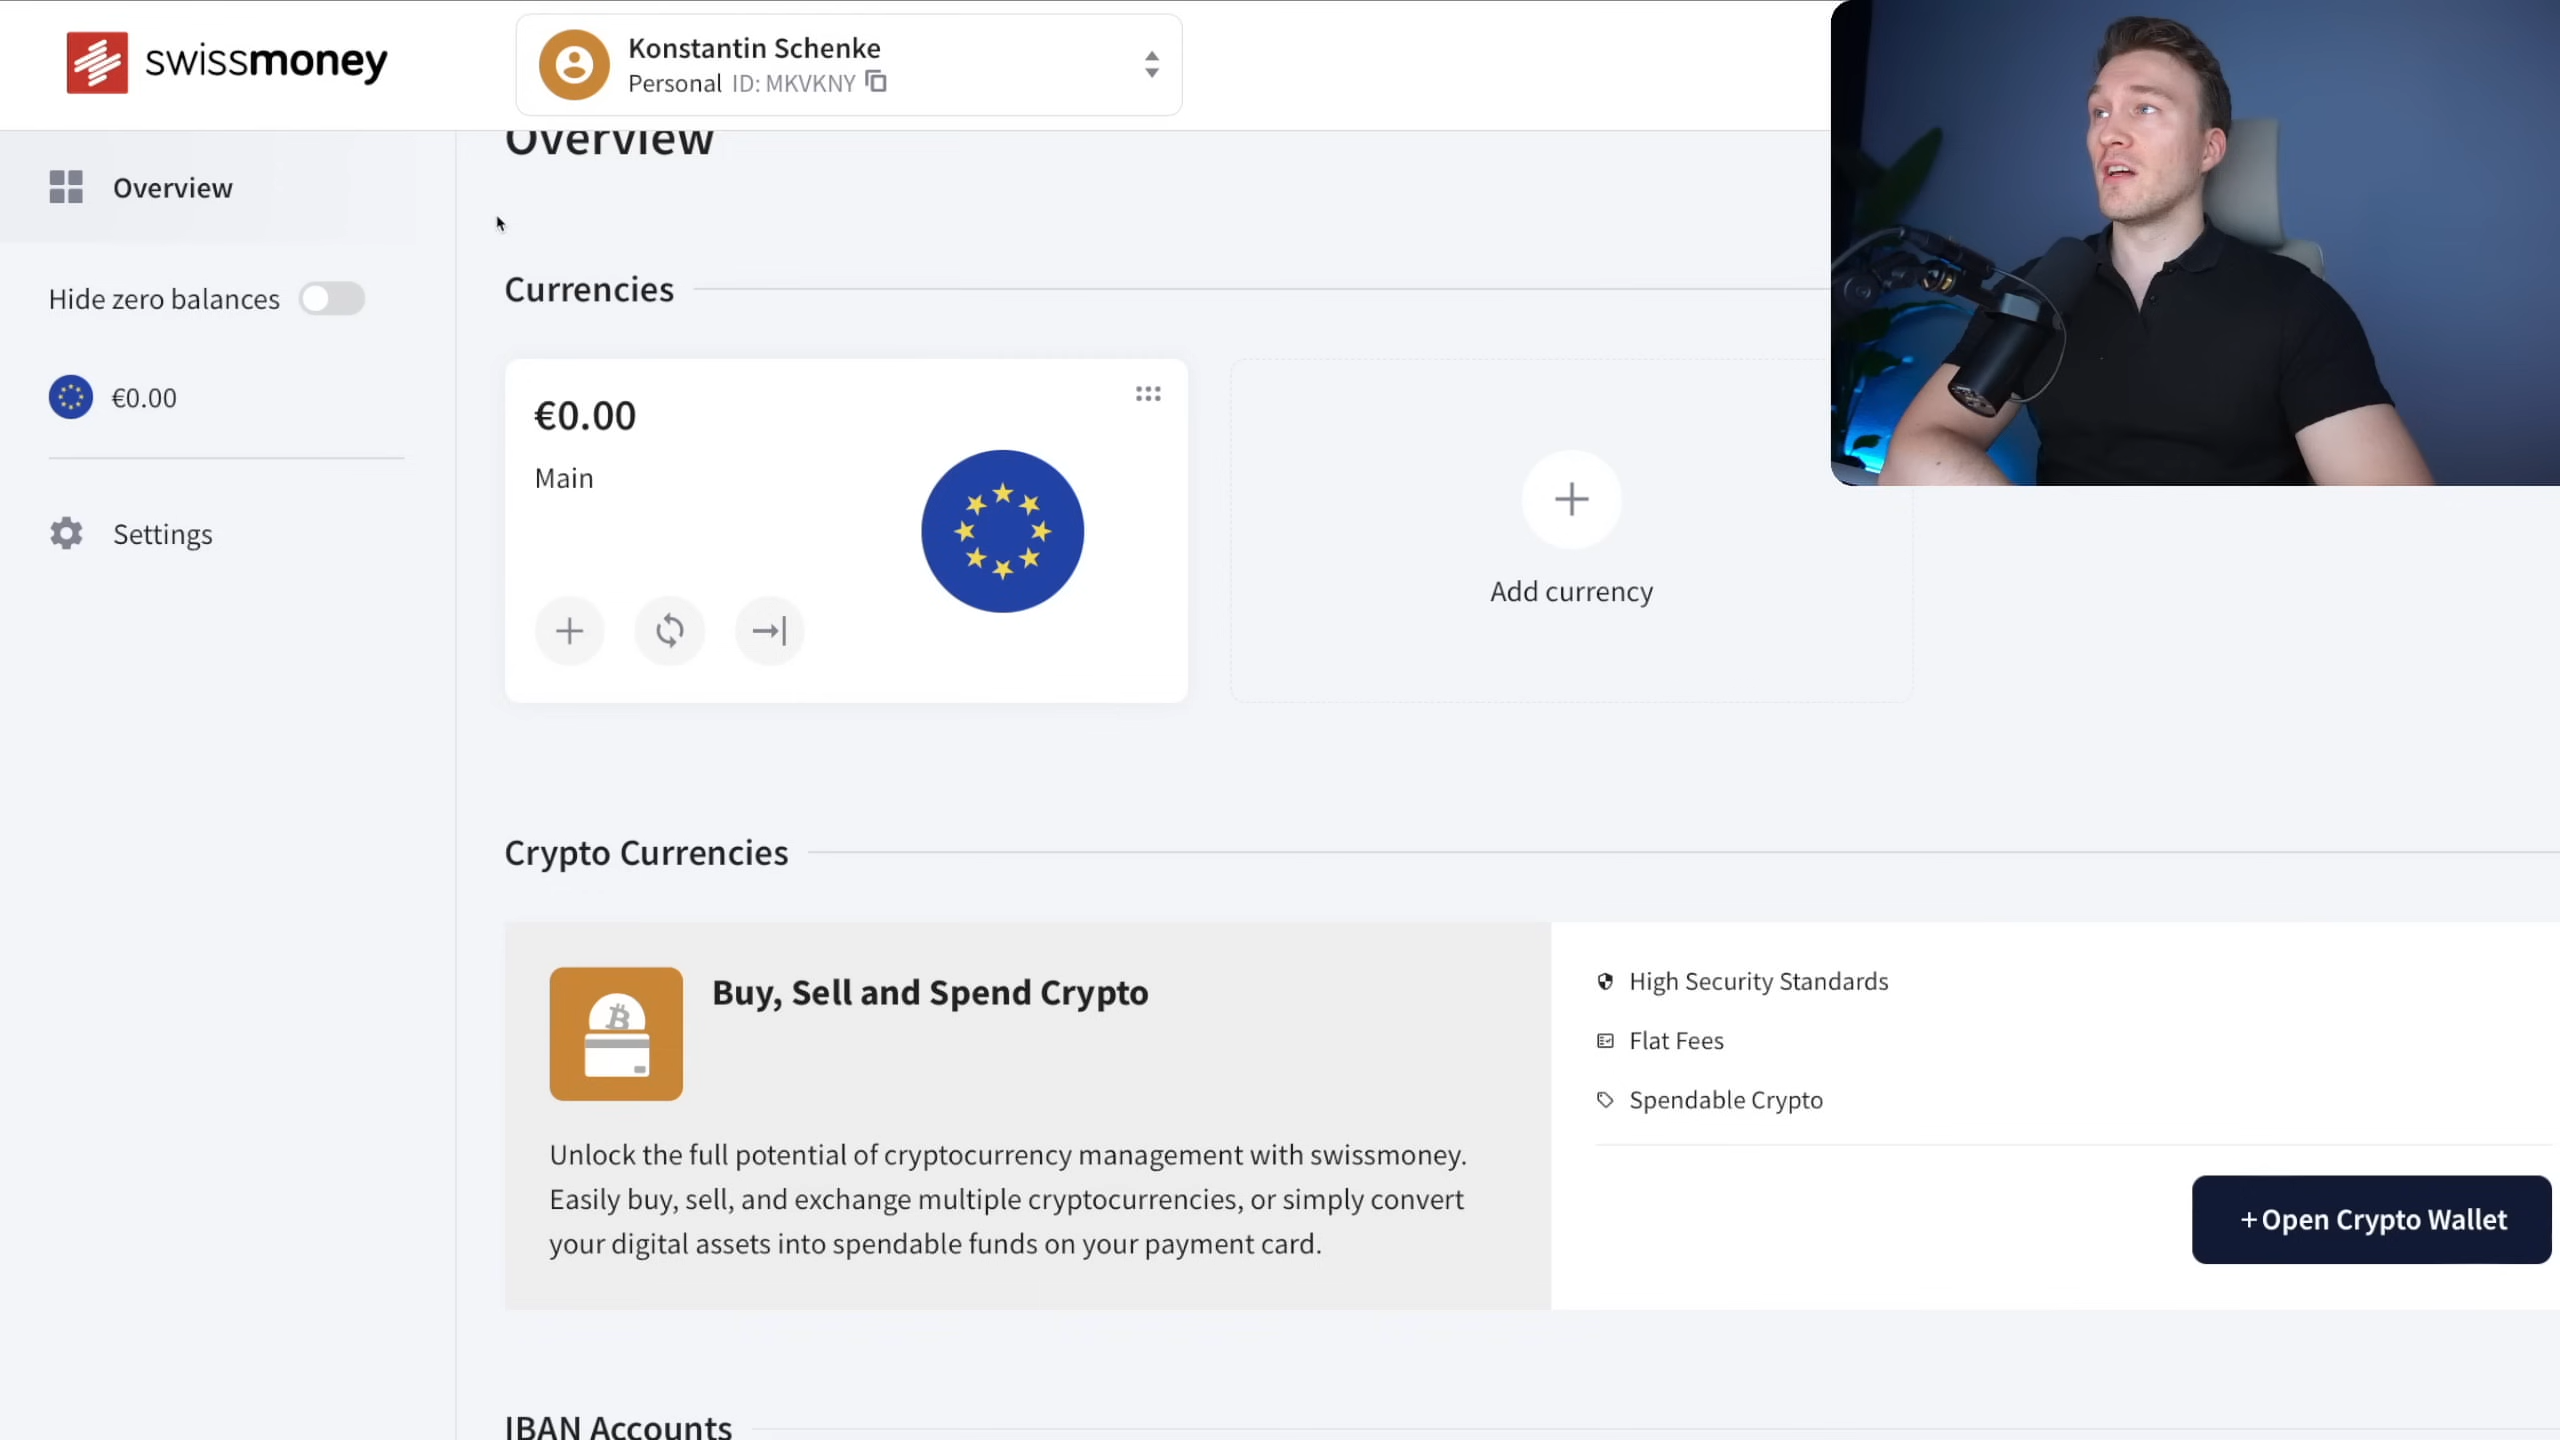 swissmoney
Konstantin Schenke
Personal ID: MKVKNY
Overview
Overview
Hide zero balances
€0.00
Settings
Currencies
€0.00
Main
Add currency
Crypto Currencies
Buy, Sell and Spend Crypto
Unlock the full potential of cryptocurrency management with swissmoney.
Easily buy, sell, and exchange multiple cryptocurrencies, or simply convert
your digital assets into spendable funds on your payment card.
High Security Standards
Flat Fees
Spendable Crypto
+ Open Crypto Wallet
IBAN Accounts